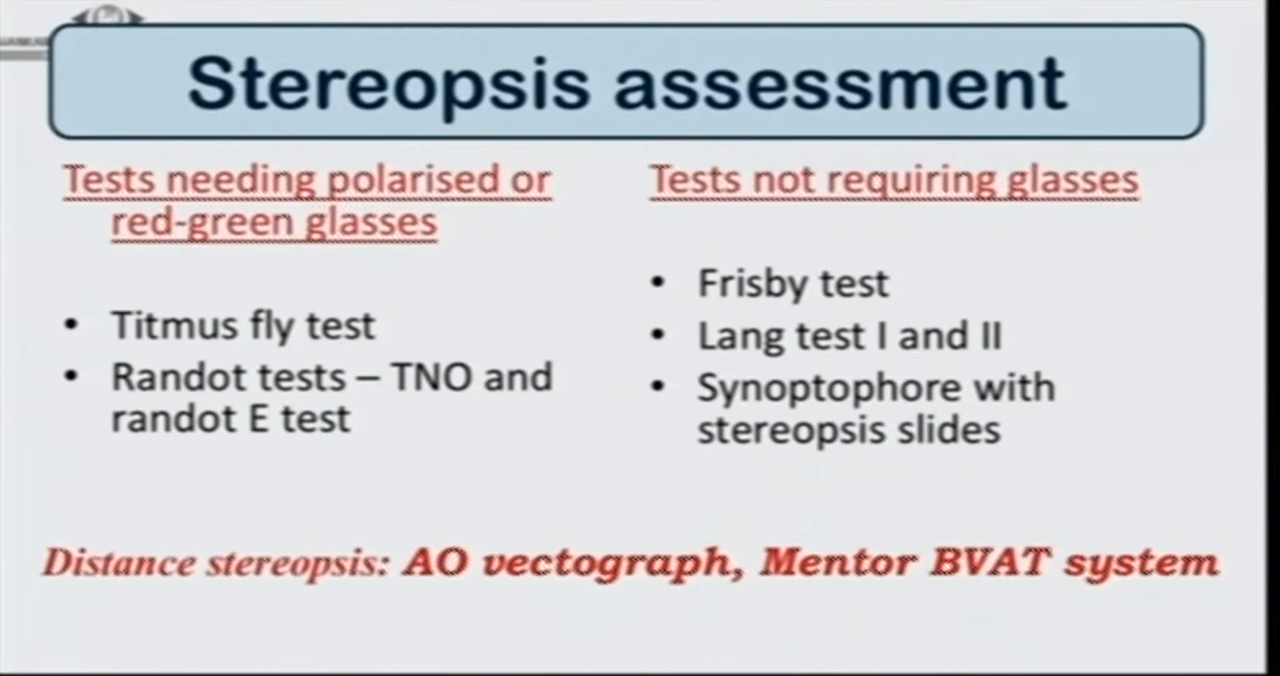 Stereopsis assessment
Tests needing polarised or
red-green glasses
• Titmus fly test
• Randot tests – TNO and
randot E test
Tests not requiring glasses
• Frisby test
• Lang test I and II
• Synoptophore with
stereopsis slides
Distance stereopsis: AO vectograph, Mentor BVAT system